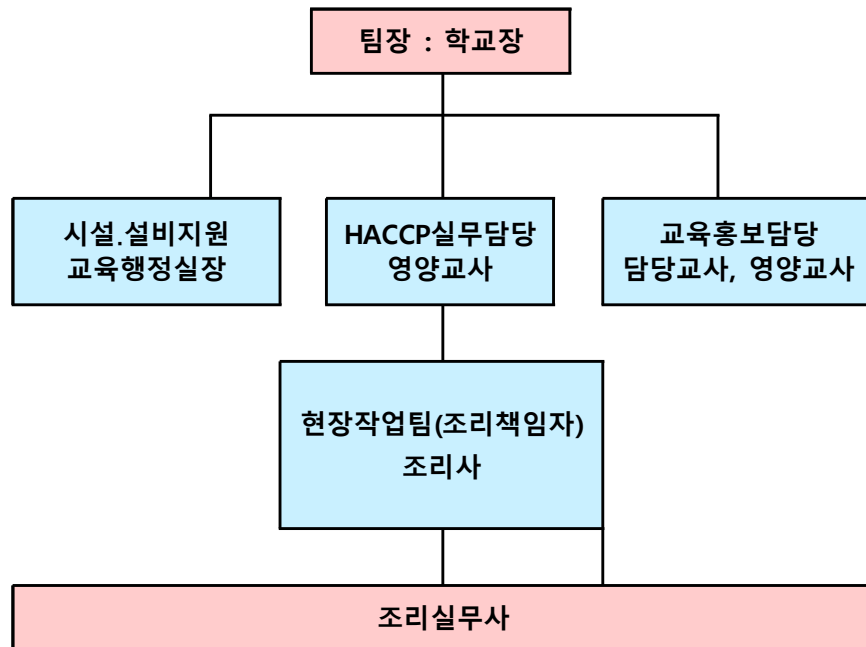 팀장 : 학교장
시설.설비지원
교육행정실장
HACCP실무담당
영양교사
교육홍보담당
담당교사, 영양교사
현장작업팀(조리책임자)
조리사
조리실무사